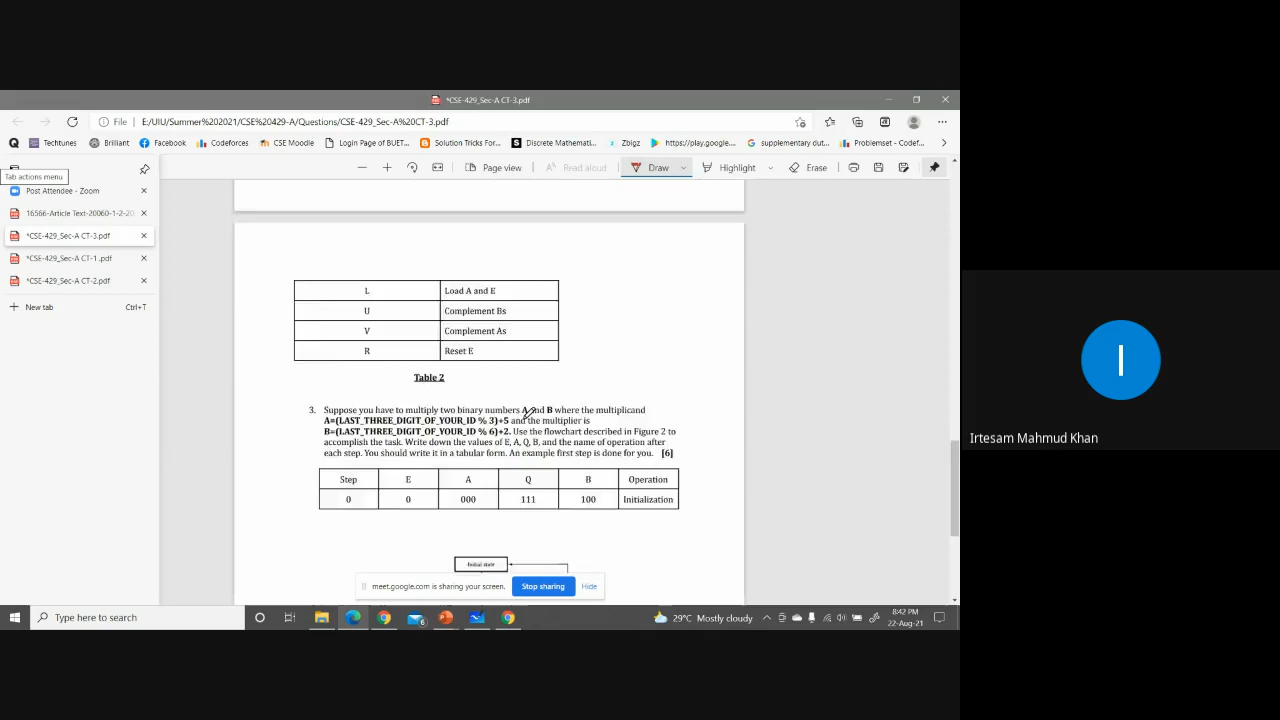 *CSE-429_Sec-A CT-3.pdf
File E:/UIU/Summer%202021/CSE%20429-A/Questions/CSE-429_Sec-A%20CT-3.pdf
Techtunes Brilliant Facebook Codeforces CSE Moodle Login Page of BUET... Solution Tricks For... Discrete Mathemati... Zbigz https://play.google.... supplementary dut... Problemset - Codef...
Page view Read aloud Draw Highlight Erase
Tab actions menu
Post Attendee - Zoom
16566-Article Text-20060-1-2-20
*CSE-429_Sec-A CT-3.pdf
*CSE-429_Sec-A CT-1 .pdf
*CSE-429_Sec-A CT-2.pdf
New tab Ctrl+T
L Load A and E
U Complement Bs
V Complement As
R Reset E
Table 2
3. Suppose you have to multiply two binary numbers A and B where the multiplicand
A=(LAST_THREE_DIGIT_OF_YOUR_ID % 3)+5 and the multiplier is
B=(LAST_THREE_DIGIT_OF_YOUR_ID % 6)+2. Use the flowchart described in Figure 2 to
accomplish the task. Write down the values of E, A, Q, B, and the name of operation after
each step. You should write it in a tabular form. An example first step is done for you. [6]
Step E A Q B Operation
0 0 000 111 100 Initialization
Initial state
meet.google.com is sharing your screen. Stop sharing Hide
I
Irtesam Mahmud Khan
Type here to search
6
29°C Mostly cloudy
8:42 PM
22-Aug-21